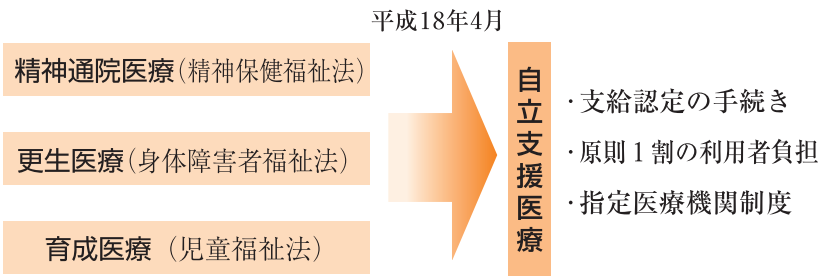 平成18年4月
精神通院医療(精神保健福祉法)
更生医療(身体障害者福祉法)
育成医療(児童福祉法)
自立支援医療
・支給認定の手続き
・原則1割の利用者負担
・指定医療機関制度